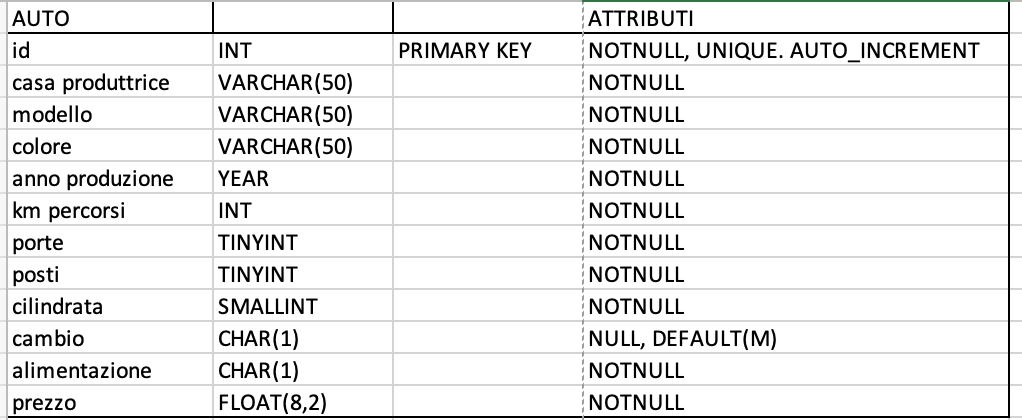 AUTO ATTRIBUTI
id INT PRIMARY KEY NOTNULL, UNIQUE. AUTO_INCREMENT
casa produttrice VARCHAR(50) NOTNULL
modello VARCHAR(50) NOTNULL
colore VARCHAR(50) NOTNULL
anno produzione YEAR NOTNULL
km percorsi INT NOTNULL
porte TINYINT NOTNULL
posti TINYINT NOTNULL
cilindrata SMALLINT NOTNULL
cambio CHAR(1) NULL, DEFAULT(M)
alimentazione CHAR(1) NOTNULL
prezzo FLOAT(8,2) NOTNULL